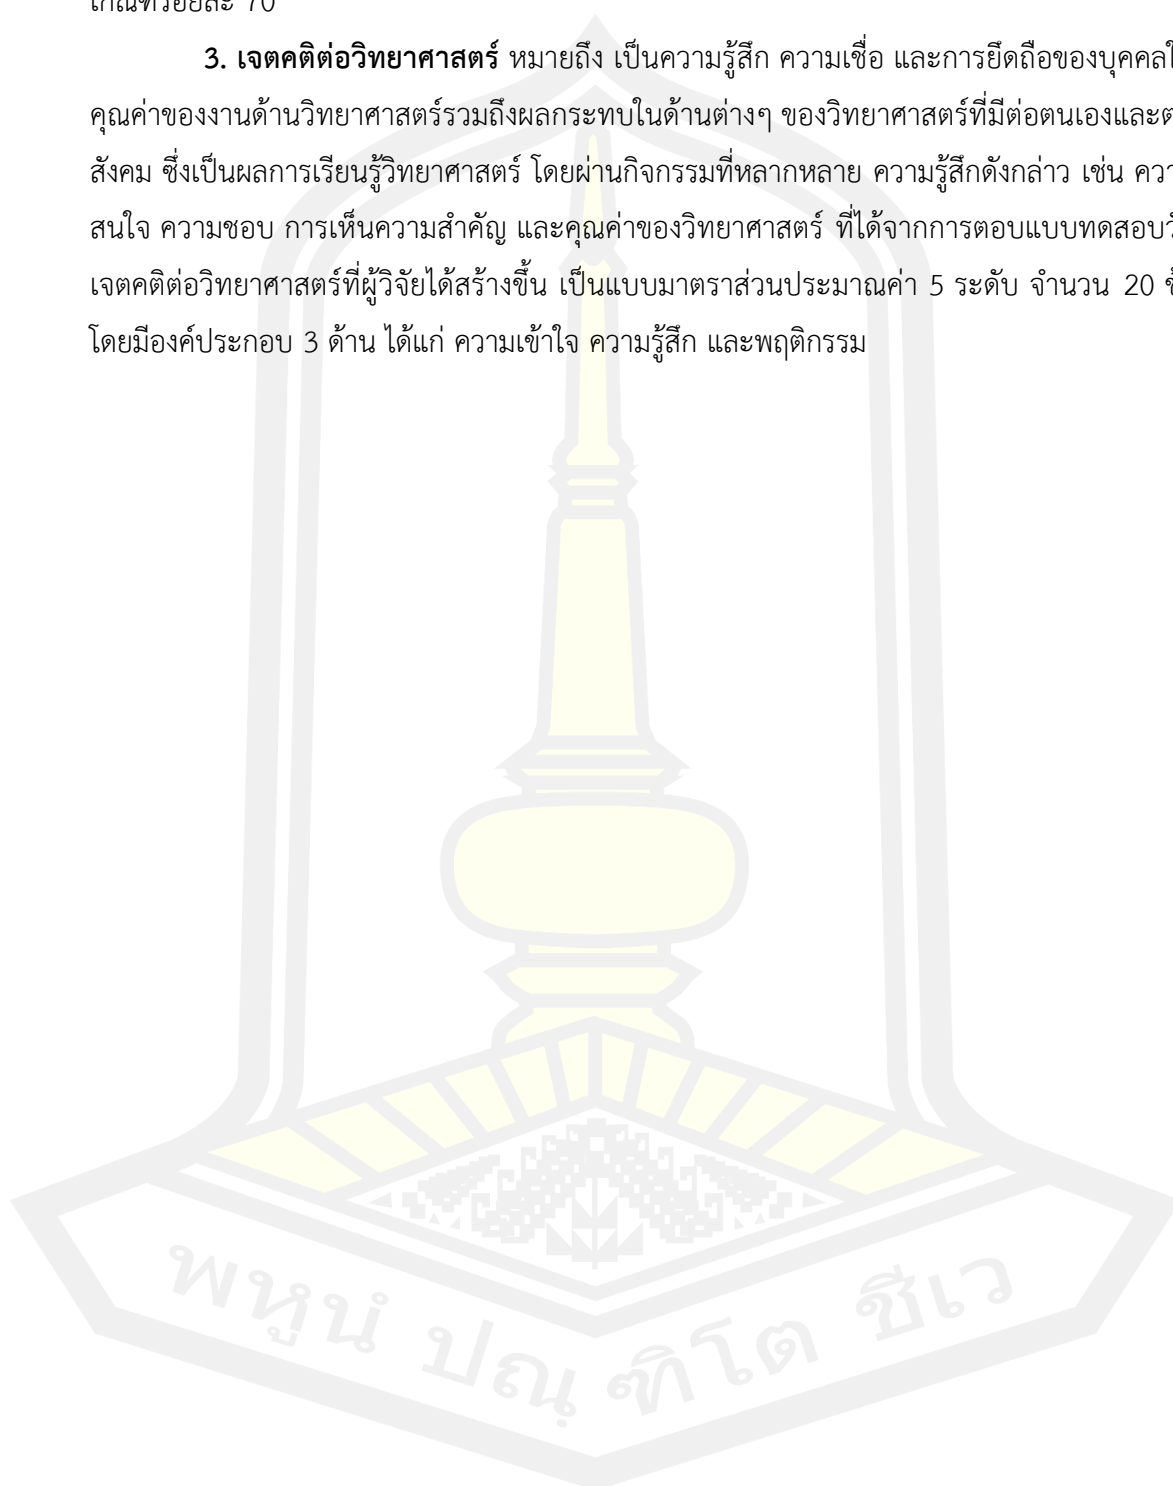 เกณฑ์ร้อยละ 70
3. เจตคติต่อวิทยาศาสตร์ หมายถึง เป็นความรู้สึก ความเชื่อ และการยึดถือของบุคคลใ
คุณค่าของงานด้านวิทยาศาสตร์รวมถึงผลกระทบในด้านต่างๆ ของวิทยาศาสตร์ที่มีต่อตนเองและต
สังคม ซึ่งเป็นผลการเรียนรู้วิทยาศาสตร์ โดยผ่านกิจกรรมที่หลากหลาย ความรู้สึกดังกล่าว เช่น ควา
สนใจ ความชอบ การเห็นความสำคัญ และคุณค่าของวิทยาศาสตร์ ที่ได้จากการตอบแบบทดสอบวั
เจตคติต่อวิทยาศาสตร์ที่ผู้วิจัยได้สร้างขึ้น เป็นแบบมาตราส่วนประมาณค่า 5 ระดับ จำนวน 20
โดยมีองค์ประกอบ 3 ด้าน ได้แก่ ความเข้าใจ ความรู้สึก และพฤติกรรม
พหูนํ ปณฺฑิโต ชีเว